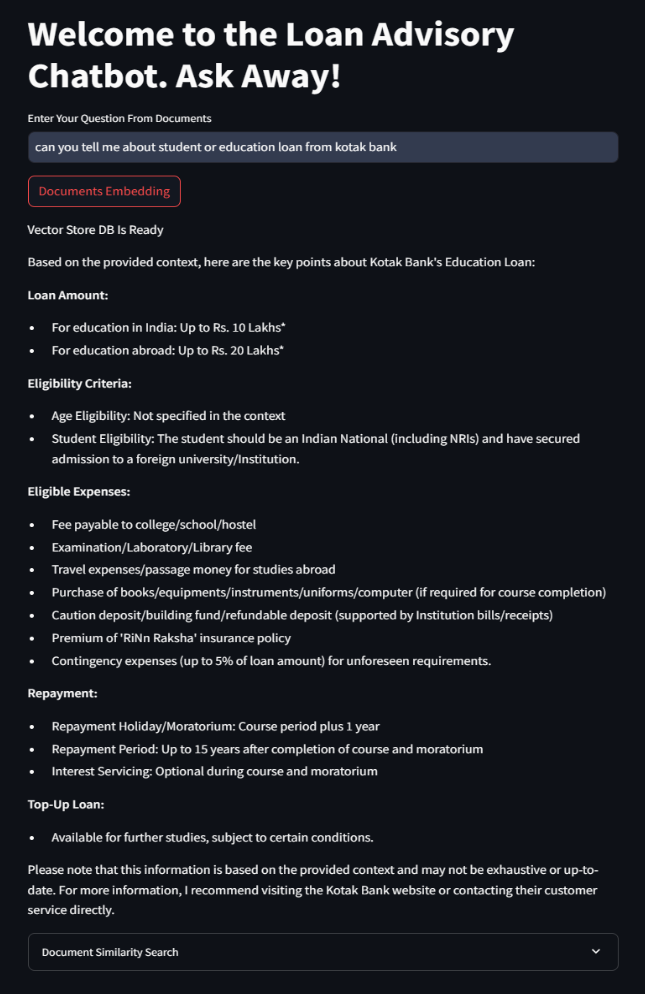 Welcome to the Loan Advisory
Chatbot. Ask Away!
Enter Your Question From Documents
can you tell me about student or education loan from kotak bank
Documents Embedding
Vector Store DB Is Ready
Based on the provided context, here are the key points about Kotak Bank's Education Loan:
Loan Amount:
• For education in India: Up to Rs. 10 Lakhs*
• For education abroad: Up to Rs. 20 Lakhs*
Eligibility Criteria:
• Age Eligibility: Not specified in the context
• Student Eligibility: The student should be an Indian National (including NRIs) and have secured
admission to a foreign university/Institution.
Eligible Expenses:
• Fee payable to college/school/hostel
• Examination/Laboratory/Library fee
• Travel expenses/passage money for studies abroad
• Purchase of books/equipments/instruments/uniforms/computer (if required for course completion)
• Caution deposit/building fund/refundable deposit (supported by Institution bills/receipts)
• Premium of 'RiNn Raksha' insurance policy
• Contingency expenses (up to 5% of loan amount) for unforeseen requirements.
Repayment:
• Repayment Holiday/Moratorium: Course period plus 1 year
• Repayment Period: Up to 15 years after completion of course and moratorium
• Interest Servicing: Optional during course and moratorium
Top-Up Loan:
• Available for further studies, subject to certain conditions.
Please note that this information is based on the provided context and may not be exhaustive or up-to-
date. For more information, I recommend visiting the Kotak Bank website or contacting their customer
service directly.
Document Similarity Search